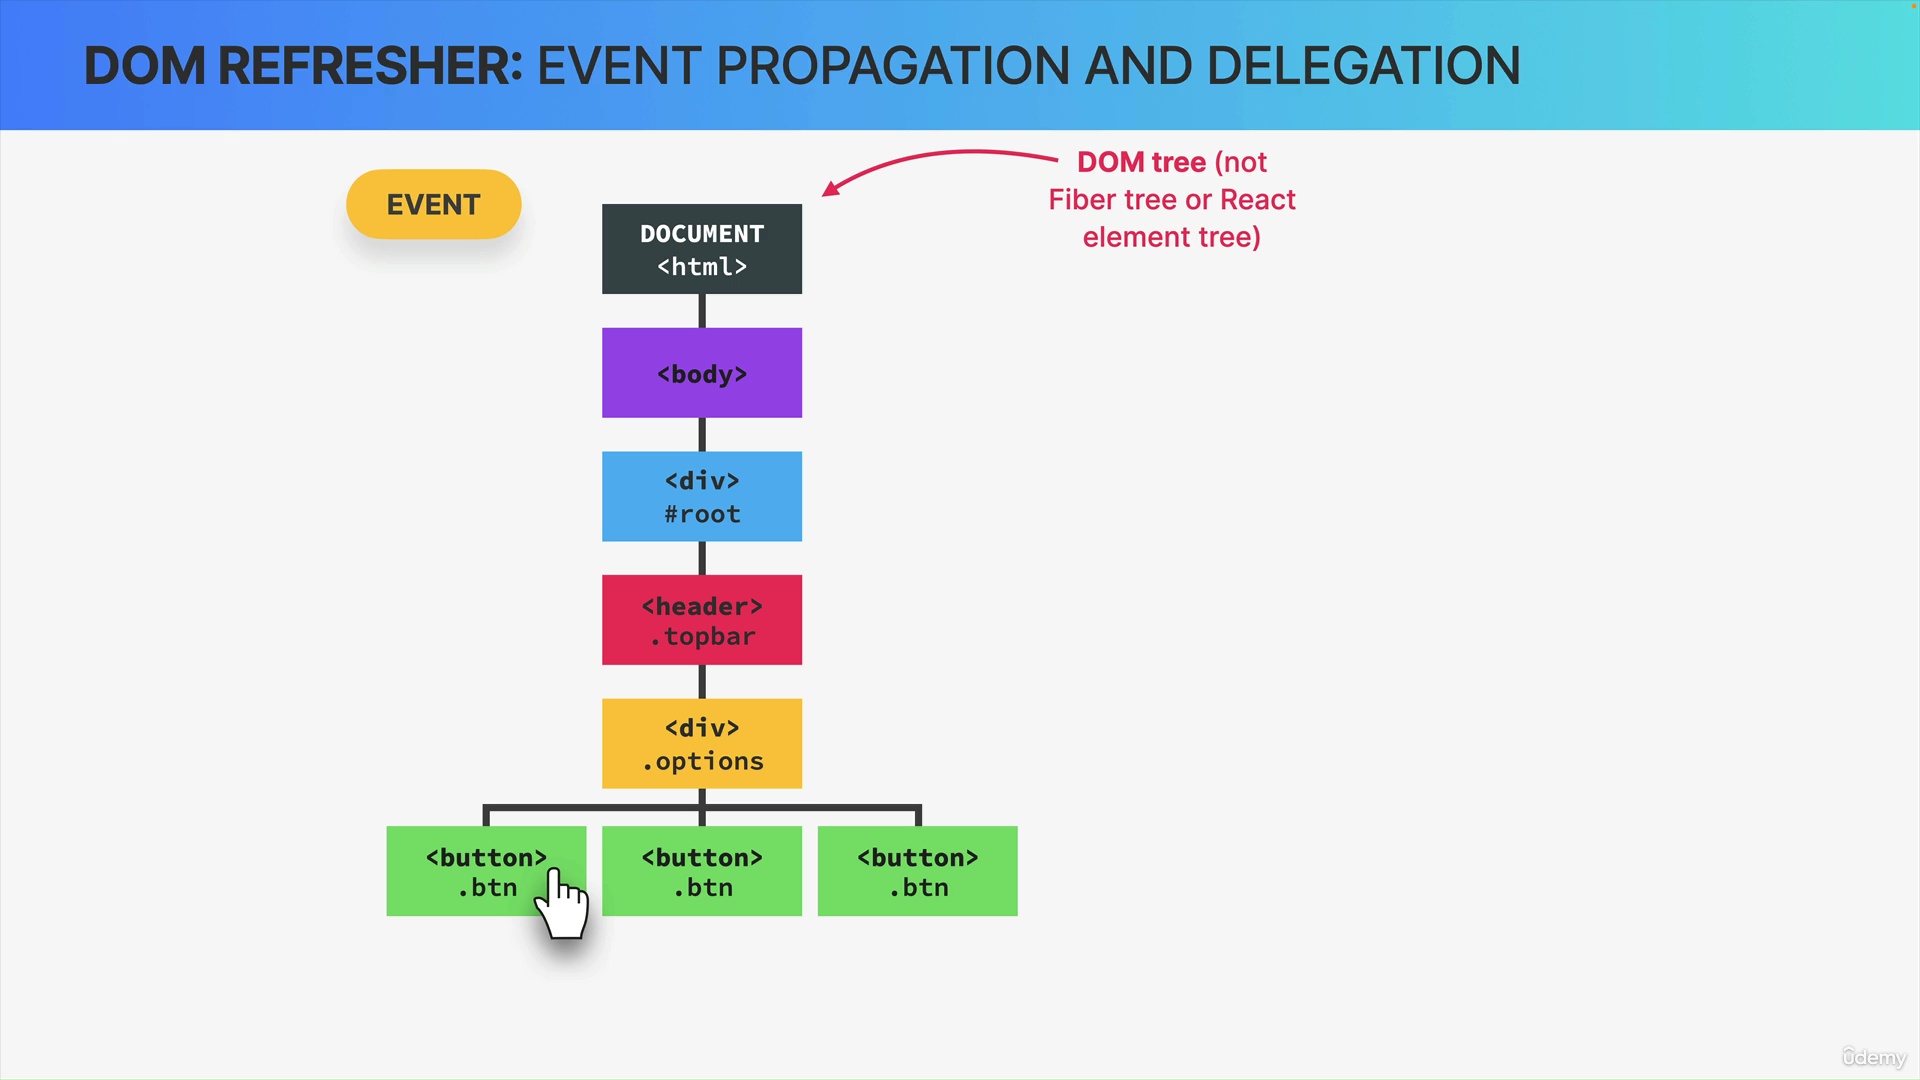 DOM REFRESHER: EVENT PROPAGATION AND DELEGATION
EVENT
DOM tree (not
Fiber tree or React
element tree)
DOCUMENT
<html>
<body>
<div>
#root
<header>
.topbar
<div>
.options
<button>
.btn
<button>
.btn
<button>
.btn
ûdemy